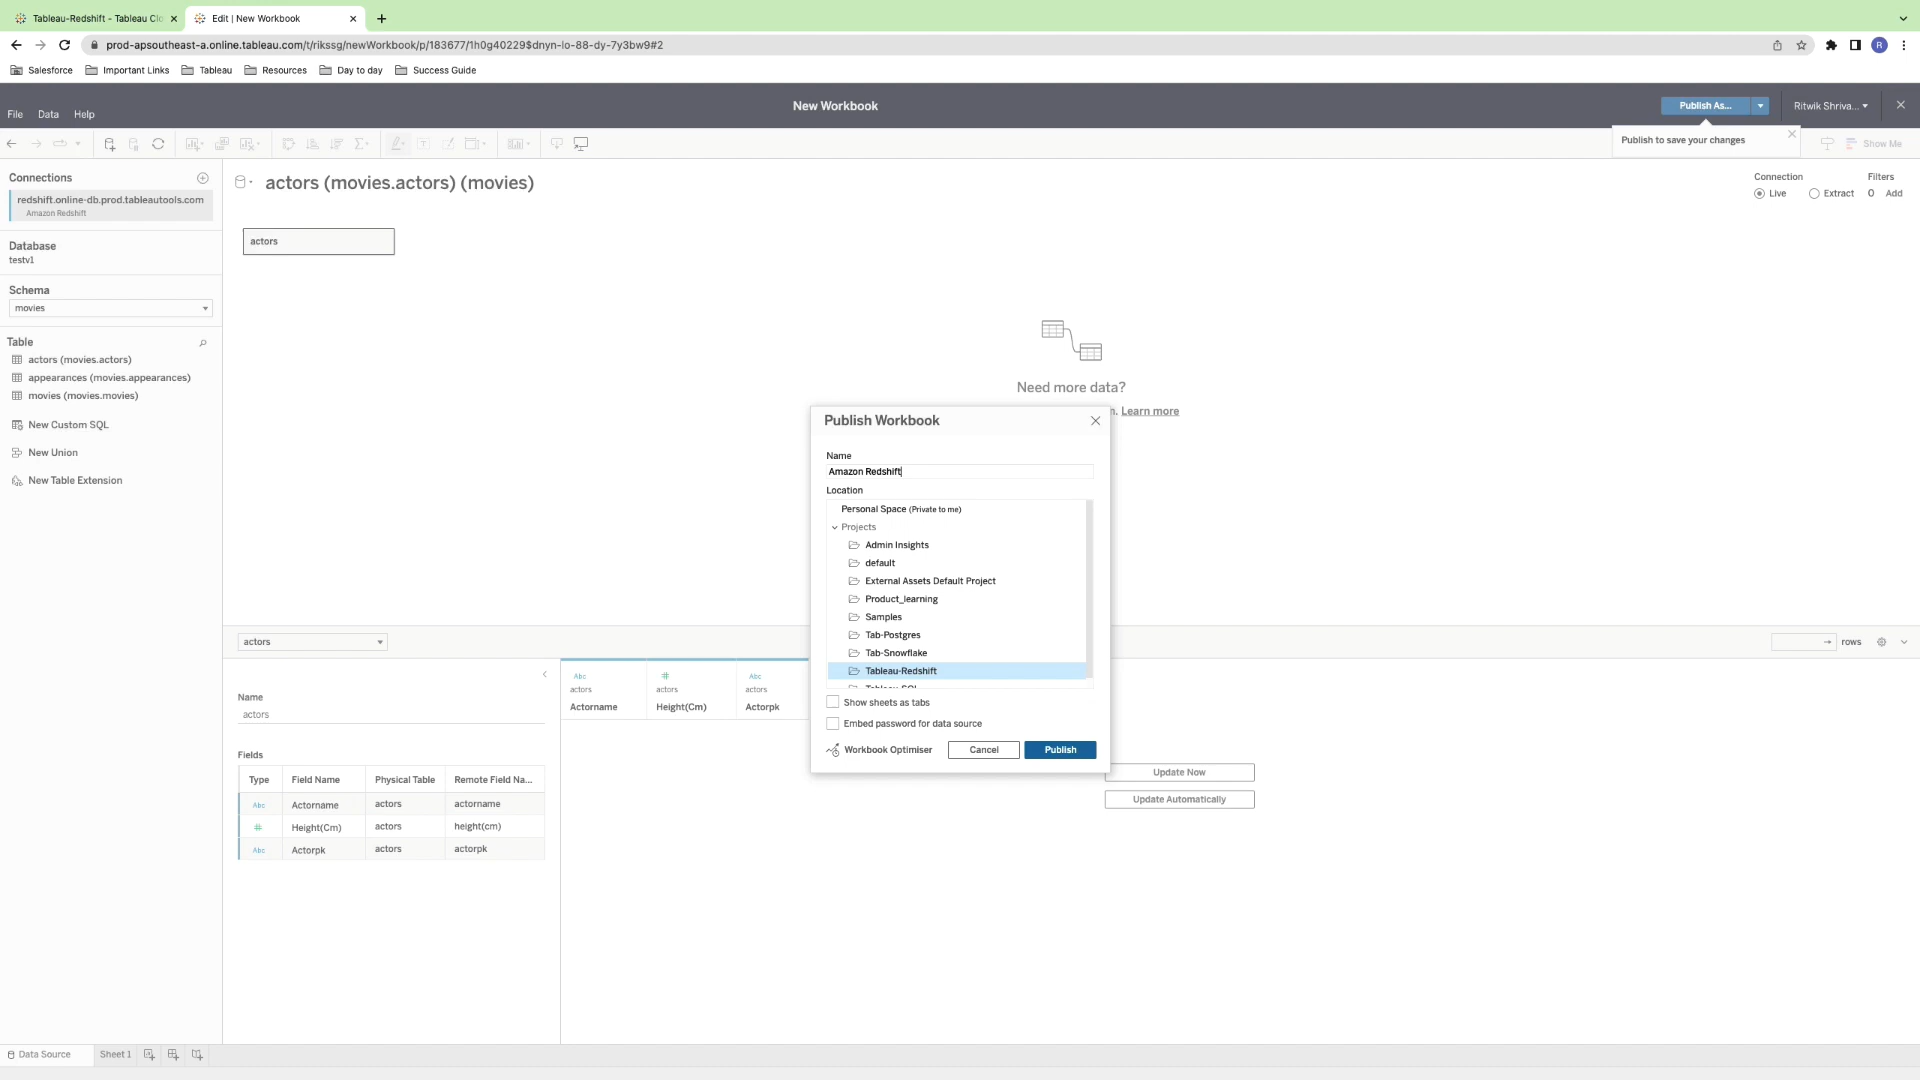 Tableau-Redshift - Tableau Clo
Edit | New Workbook
prod-apsoutheast-a.online.tableau.com/t/rikssg/newWorkbook/p/183677/1h0g40229$dnyn-lo-88-dy-7y3bw9#2
R
Salesforce Important Links Tableau Resources Day to day Success Guide
New Workbook
Publish As...
Ritwik Shriva...
File Data Help
Publish to save your changes
Show Me
Connections
redshift.online-db.prod.tableautools.com
Amazon Redshift
Database
testv1
Schema
movies
Table
actors (movies.actors)
appearances (movies.appearances)
movies (movies.movies)
New Custom SQL
New Union
New Table Extension
actors (movies.actors) (movies)
Connection
Live Extract
Filters
0 Add
actors
Need more data?
n. Learn more
Publish Workbook
Name
Amazon Redshift
Location
Personal Space (Private to me)
Projects
Admin Insights
default
External Assets Default Project
Product_learning
Samples
Tab-Postgres
Tab-Snowflake
Tableau-Redshift
Tableau-SQL
Show sheets as tabs
Embed password for data source
Workbook Optimiser
Cancel
Publish
actors
rows
Name
actors
Fields
Type Field Name Physical Table Remote Field Na...
Abc Actorname actors actorname
# Height(Cm) actors height(cm)
Abc Actorpk actors actorpk
Abc # Abc
actors actors actors
Actorname Height(Cm) Actorpk
Update Now
Update Automatically
Data Source
Sheet 1